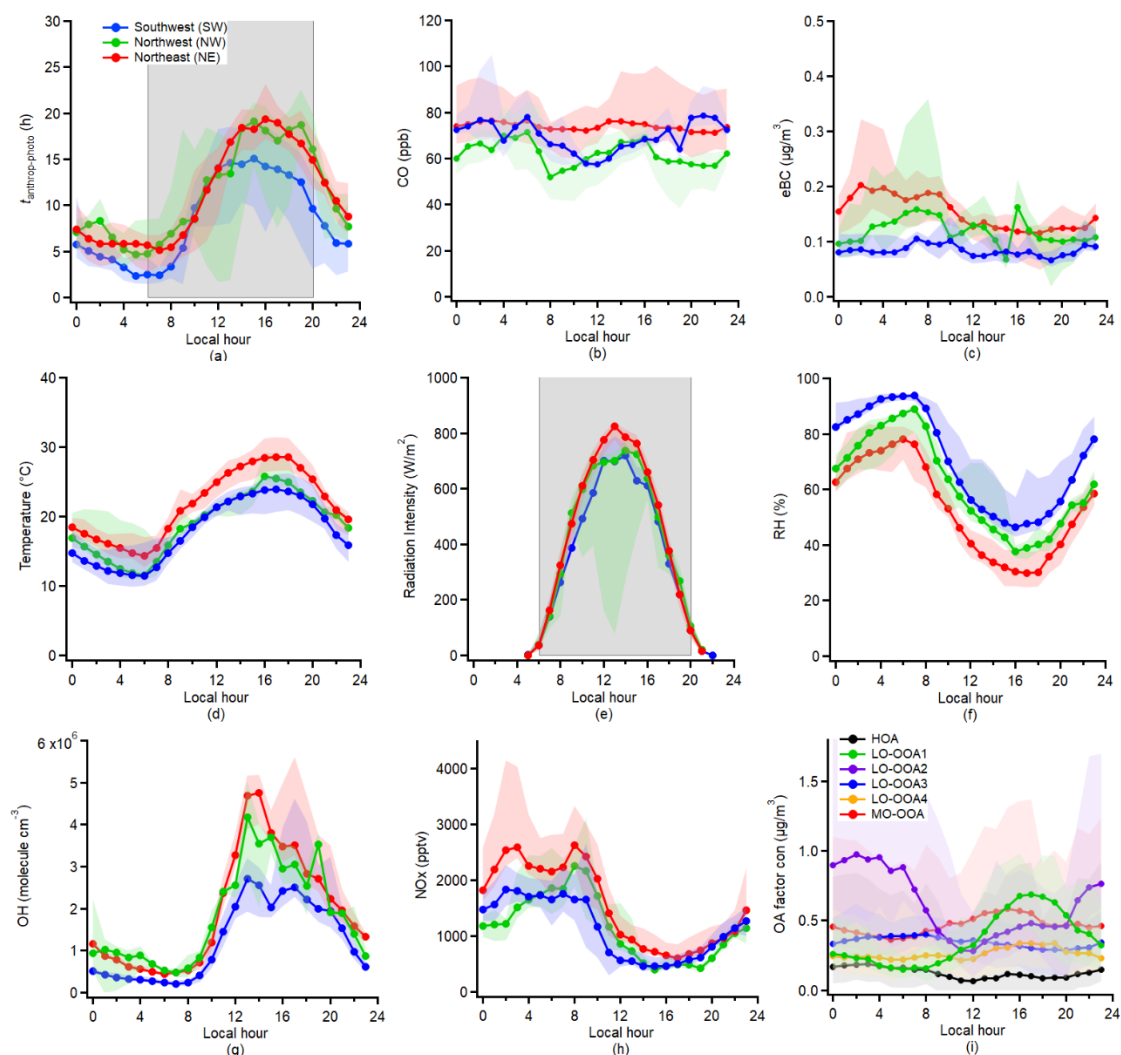 30
25
20
15
10
5
0
t anthrop-photo (h)
Southwest (SW)
Northwest (NW)
Northeast (NE)
0 4 8 12 16 20 24
Local hour
(a)
120
100
80
60
40
20
0
CO (ppb)
0 4 8 12 16 20 24
Local hour
(b)
0.5
0.4
0.3
0.2
0.1
0.0
eBC (µg/m³)
0 4 8 12 16 20 24
Local hour
(c)
40
30
20
10
0
Temperature (°C)
0 4 8 12 16 20 24
Local hour
(d)
1000
800
600
400
200
0
Radiation Intensity (W/m²)
0 4 8 12 16 20 24
Local hour
(e)
100
80
60
40
20
0
RH (%)
0 4 8 12 16 20 24
Local hour
(f)
6 x10⁶
5
4
3
2
1
0
OH (molecule cm⁻³)
0 4 8 12 16 20 24
Local hour
(g)
4000
3000
2000
1000
0
NOx (pptv)
0 4 8 12 16 20 24
Local hour
(h)
1.5
1.0
0.5
0.0
OA factor con (µg/m³)
HOA
LO-OOA1
LO-OOA2
LO-OOA3
LO-OOA4
MO-OOA
0 4 8 12 16 20 24
Local hour
(i)